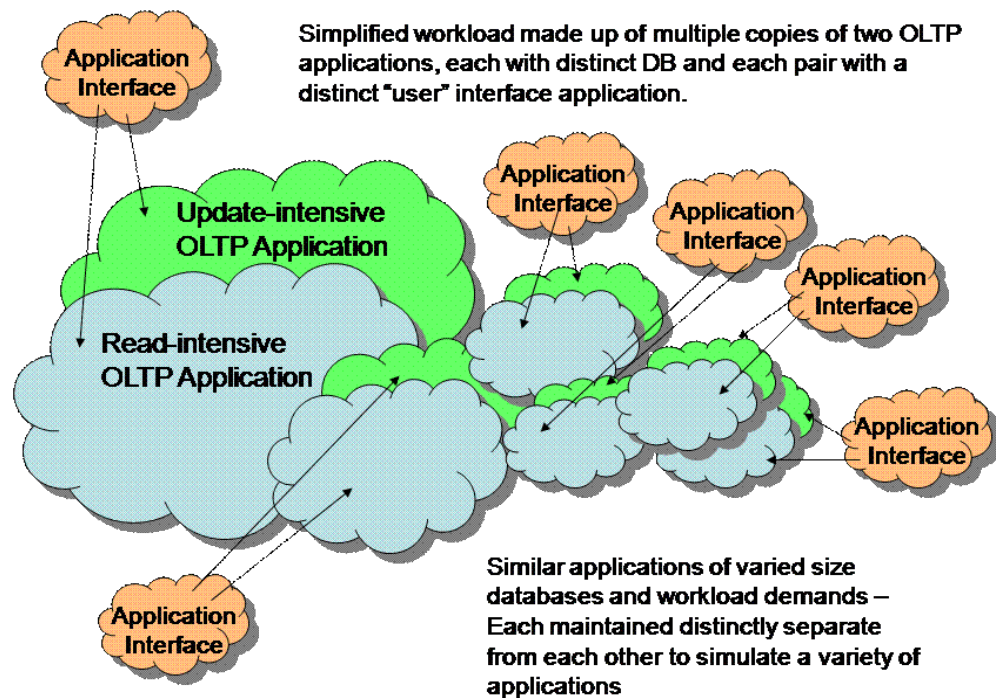 Application
Interface
Simplified workload made up of multiple copies of two OLTP
applications, each with distinct DB and each pair with a
distinct “user” interface application.
Application
Interface
Application
Interface
Update-intensive
OLTP Application
Application
Interface
Read-intensive
OLTP Application
Application
Interface
Application
Interface
Similar applications of varied size
databases and workload demands –
Each maintained distinctly separate
from each other to simulate a variety of
applications